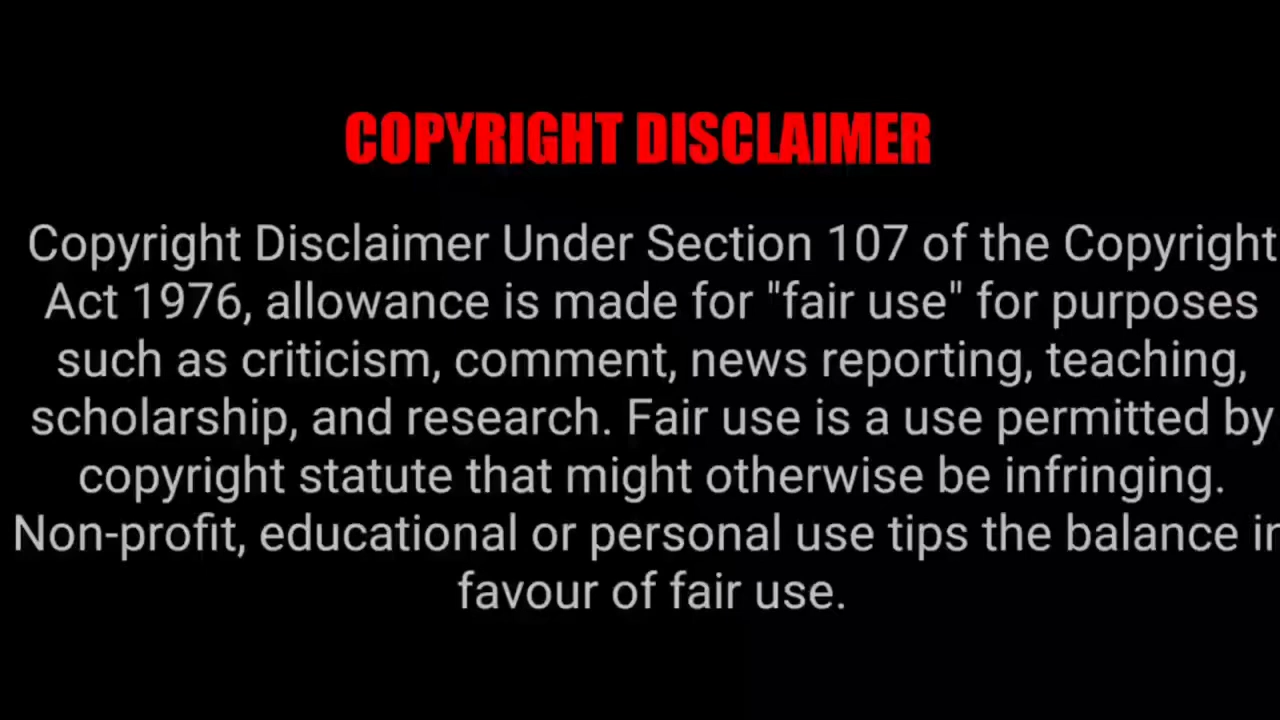 COPYRIGHT DISCLAIMER
Copyright Disclaimer Under Section 107 of the Copyright
Act 1976, allowance is made for "fair use" for purposes
such as criticism, comment, news reporting, teaching,
scholarship, and research. Fair use is a use permitted by
copyright statute that might otherwise be infringing.
Non-profit, educational or personal use tips the balance in
favour of fair use.